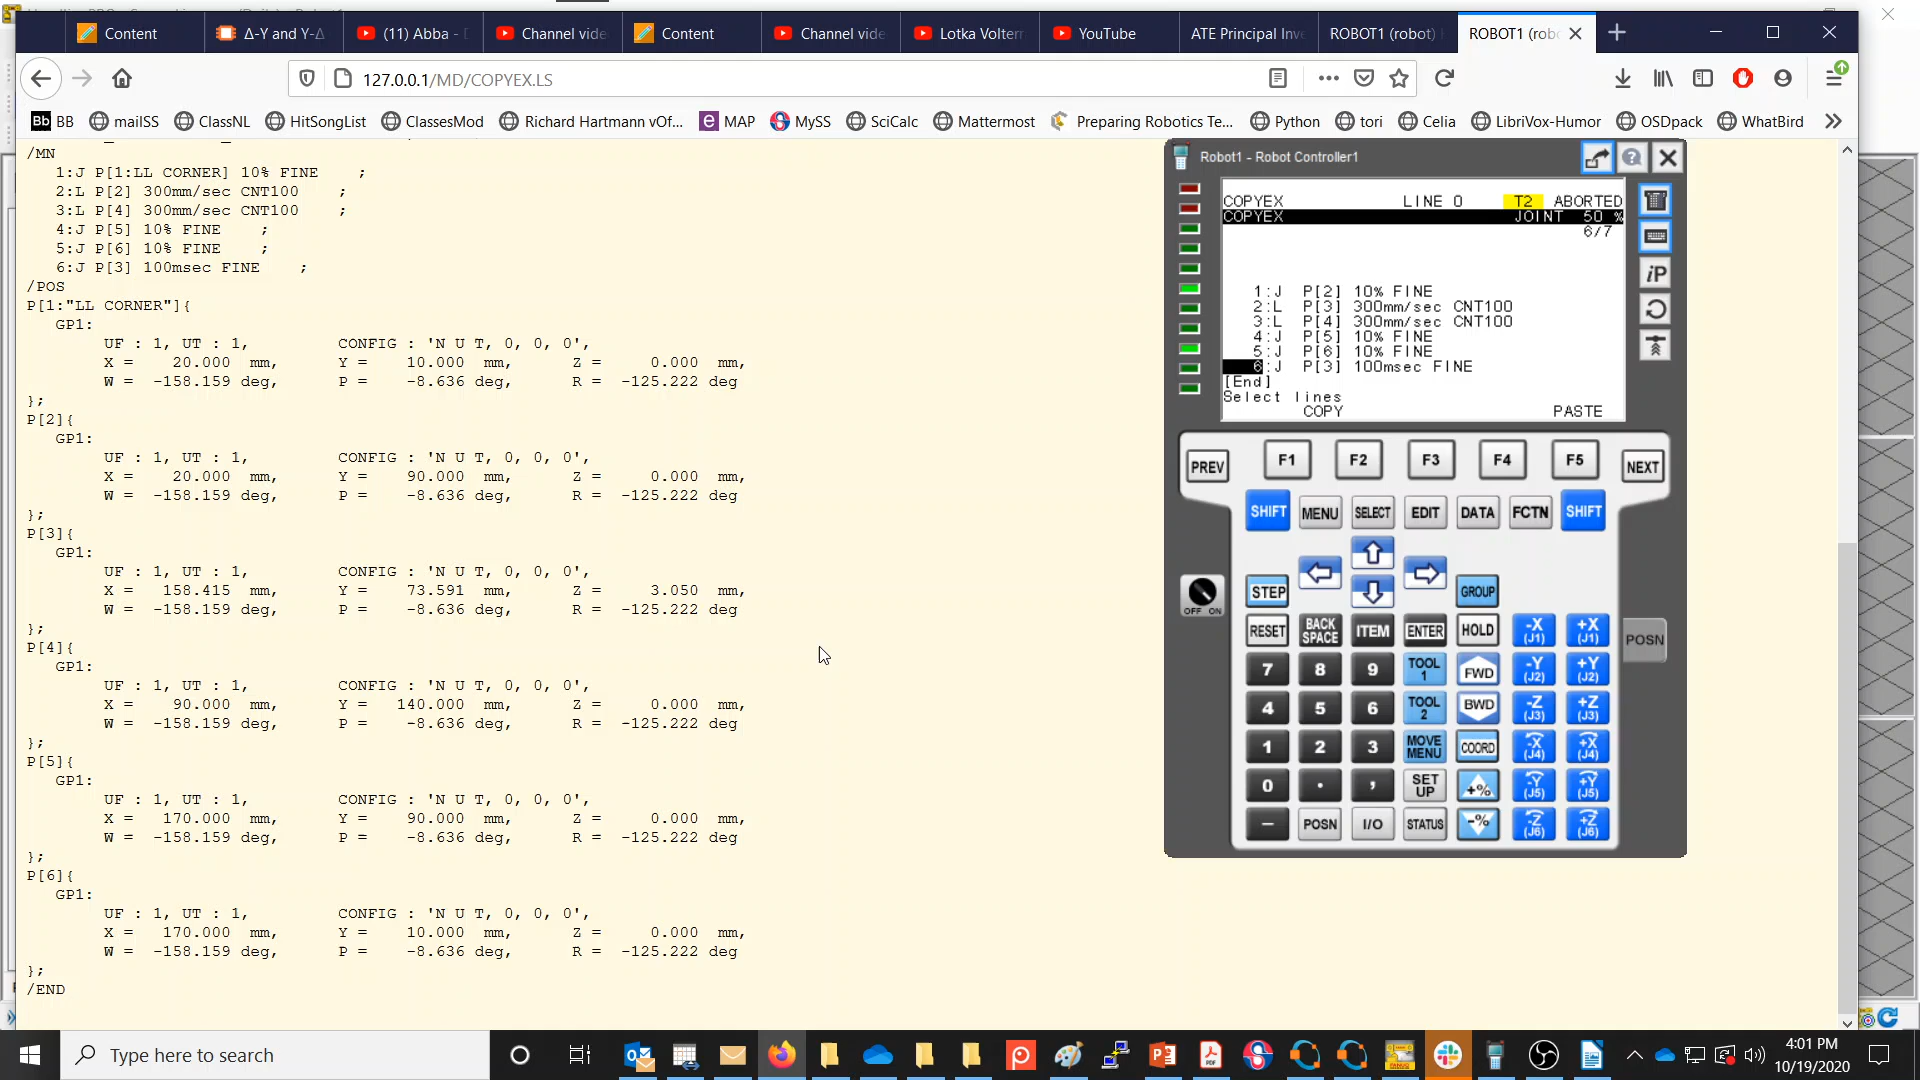 Content
Δ-Y and Y-Δ
(11) Abba - D
Channel vide
Content
Channel vide
Lotka Volterr
YouTube
ATE Principal Inve
ROBOT1 (robot)
ROBOT1 (robo
127.0.0.1/MD/COPYEX.LS
BB
mailSS
ClassNL
HitSongList
ClassesMod
Richard Hartmann vOf...
MAP
MySS
SciCalc
Mattermost
Preparing Robotics Te...
Python
tori
Celia
LibriVox-Humor
OSDpack
WhatBird
/MN
1:J P[1:LL CORNER] 10% FINE ;
2:L P[2] 300mm/sec CNT100 ;
3:L P[4] 300mm/sec CNT100 ;
4:J P[5] 10% FINE ;
5:J P[6] 10% FINE ;
6:J P[3] 100msec FINE ;
/POS
P[1:"LL CORNER"]{
GP1:
UF : 1, UT : 1, CONFIG : 'N U T, 0, 0, 0',
X = 20.000 mm, Y = 10.000 mm, Z = 0.000 mm,
W = -158.159 deg, P = -8.636 deg, R = -125.222 deg
};
P[2]{
GP1:
UF : 1, UT : 1, CONFIG : 'N U T, 0, 0, 0',
X = 20.000 mm, Y = 90.000 mm, Z = 0.000 mm,
W = -158.159 deg, P = -8.636 deg, R = -125.222 deg
};
P[3]{
GP1:
UF : 1, UT : 1, CONFIG : 'N U T, 0, 0, 0',
X = 158.415 mm, Y = 73.591 mm, Z = 3.050 mm,
W = -158.159 deg, P = -8.636 deg, R = -125.222 deg
};
P[4]{
GP1:
UF : 1, UT : 1, CONFIG : 'N U T, 0, 0, 0',
X = 90.000 mm, Y = 140.000 mm, Z = 0.000 mm,
W = -158.159 deg, P = -8.636 deg, R = -125.222 deg
};
P[5]{
GP1:
UF : 1, UT : 1, CONFIG : 'N U T, 0, 0, 0',
X = 170.000 mm, Y = 90.000 mm, Z = 0.000 mm,
W = -158.159 deg, P = -8.636 deg, R = -125.222 deg
};
P[6]{
GP1:
UF : 1, UT : 1, CONFIG : 'N U T, 0, 0, 0',
X = 170.000 mm, Y = 10.000 mm, Z = 0.000 mm,
W = -158.159 deg, P = -8.636 deg, R = -125.222 deg
};
/END
Robot1 - Robot Controller1
COPYEX LINE 0 T2 ABORTED
COPYEX JOINT 50 %
6/7
1:J P[2] 10% FINE
2:L P[3] 300mm/sec CNT100
3:L P[4] 300mm/sec CNT100
4:J P[5] 10% FINE
5:J P[6] 10% FINE
6:J P[3] 100msec FINE
[End]
Select lines
COPY PASTE
iP
PREV F1 F2 F3 F4 F5 NEXT
SHIFT MENU SELECT EDIT DATA FCTN SHIFT
OFF ON
STEP GROUP
RESET BACK SPACE ITEM ENTER HOLD -X (J1) +X (J1) POSN
7 8 9 TOOL 1 FWD -Y (J2) +Y (J2)
4 5 6 TOOL 2 BWD -Z (J3) +Z (J3)
1 2 3 MOVE MENU COORD -X (J4) +X (J4)
0 . , SET UP +% -Y (J5) +Y (J5)
- POSN I/O STATUS -% -Z (J6) +Z (J6)
Type here to search
4:01 PM
10/19/2020